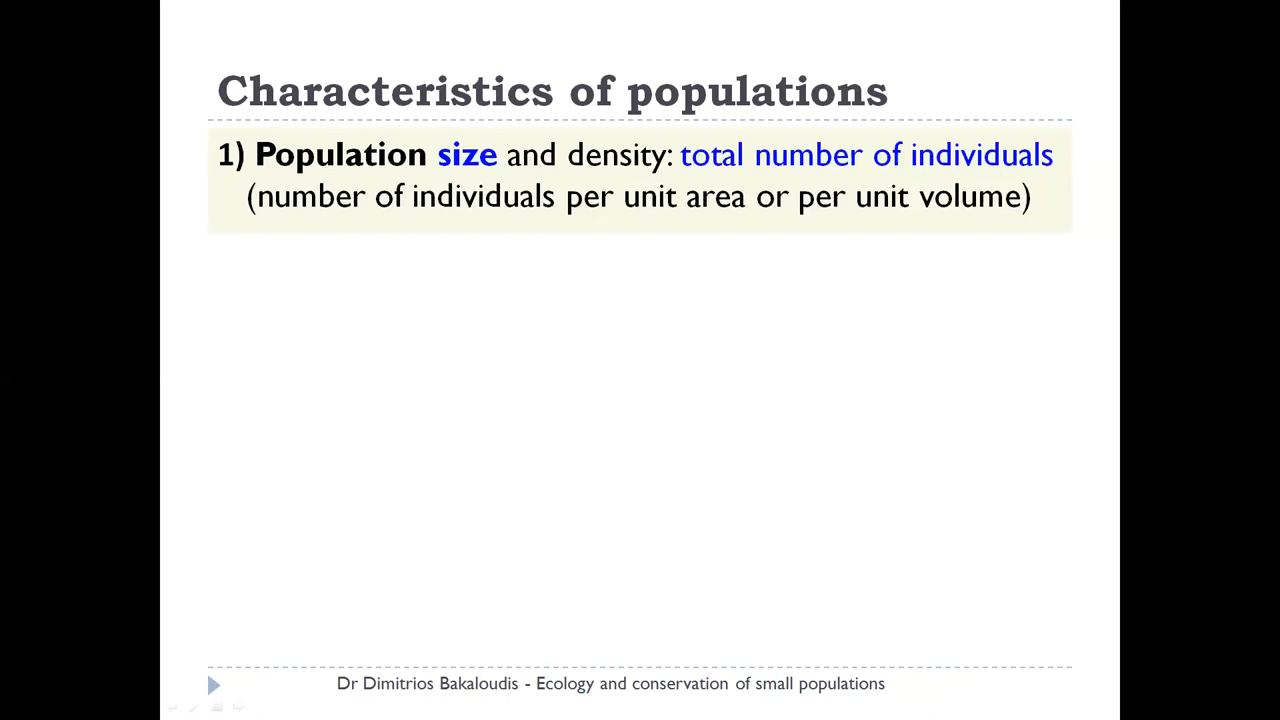 Characteristics of populations
1) Population size and density: total number of individuals
(number of individuals per unit area or per unit volume)
Dr Dimitrios Bakaloudis - Ecology and conservation of small populations